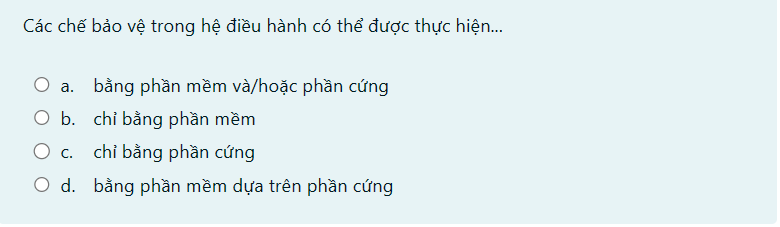 Các chế bảo vệ trong hệ điều hành có thể được thực hiện...
a. bằng phần mềm và/hoặc phần cứng
b. chỉ bằng phần mềm
c. chỉ bằng phần cứng
d. bằng phần mềm dựa trên phần cứng